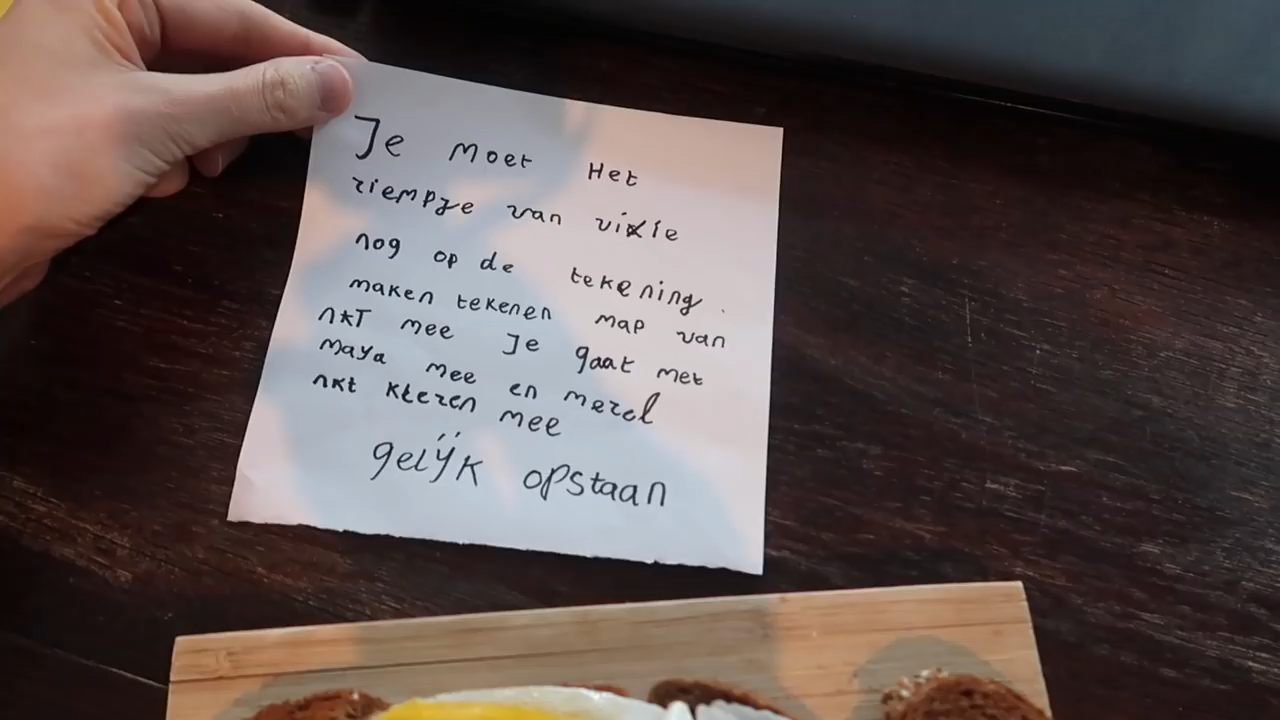 Je moet Het
riempje van vixie
nog op de tekening.
maken tekenen map van
nkT mee Je gaat met
maya mee en merel
nkt kleren mee
gelijk opstaan